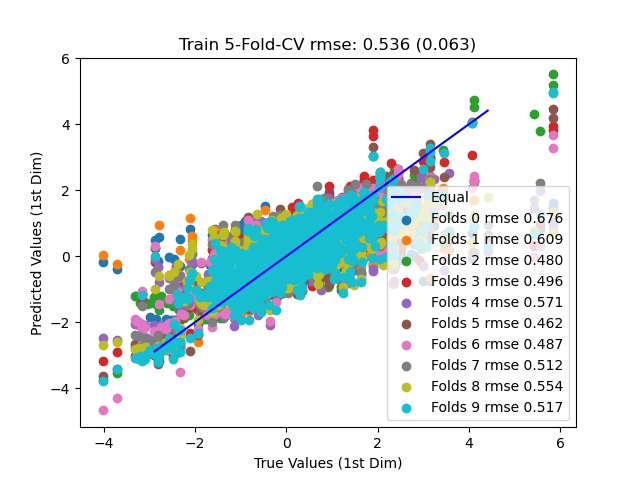 Train 5-Fold-CV rmse: 0.536 (0.063)
Predicted Values (1st Dim)
6
4
2
0
−2
−4
Equal
Folds 0 rmse 0.676
Folds 1 rmse 0.609
Folds 2 rmse 0.480
Folds 3 rmse 0.496
Folds 4 rmse 0.571
Folds 5 rmse 0.462
Folds 6 rmse 0.487
Folds 7 rmse 0.512
Folds 8 rmse 0.554
Folds 9 rmse 0.517
−4 −2 0 2 4 6
True Values (1st Dim)